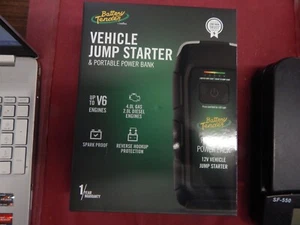 Battery Tender
VEHICLE
JUMP STARTER
& PORTABLE POWER BANK
UP TO V6 ENGINES
4.0L GAS
2.0L DIESEL
ENGINES
SPARK PROOF
REVERSE HOOKUP
PROTECTION
1 YEAR
WARRANTY
Battery Tender
POWER PACK
12V VEHICLE
JUMP STARTER
SF-550